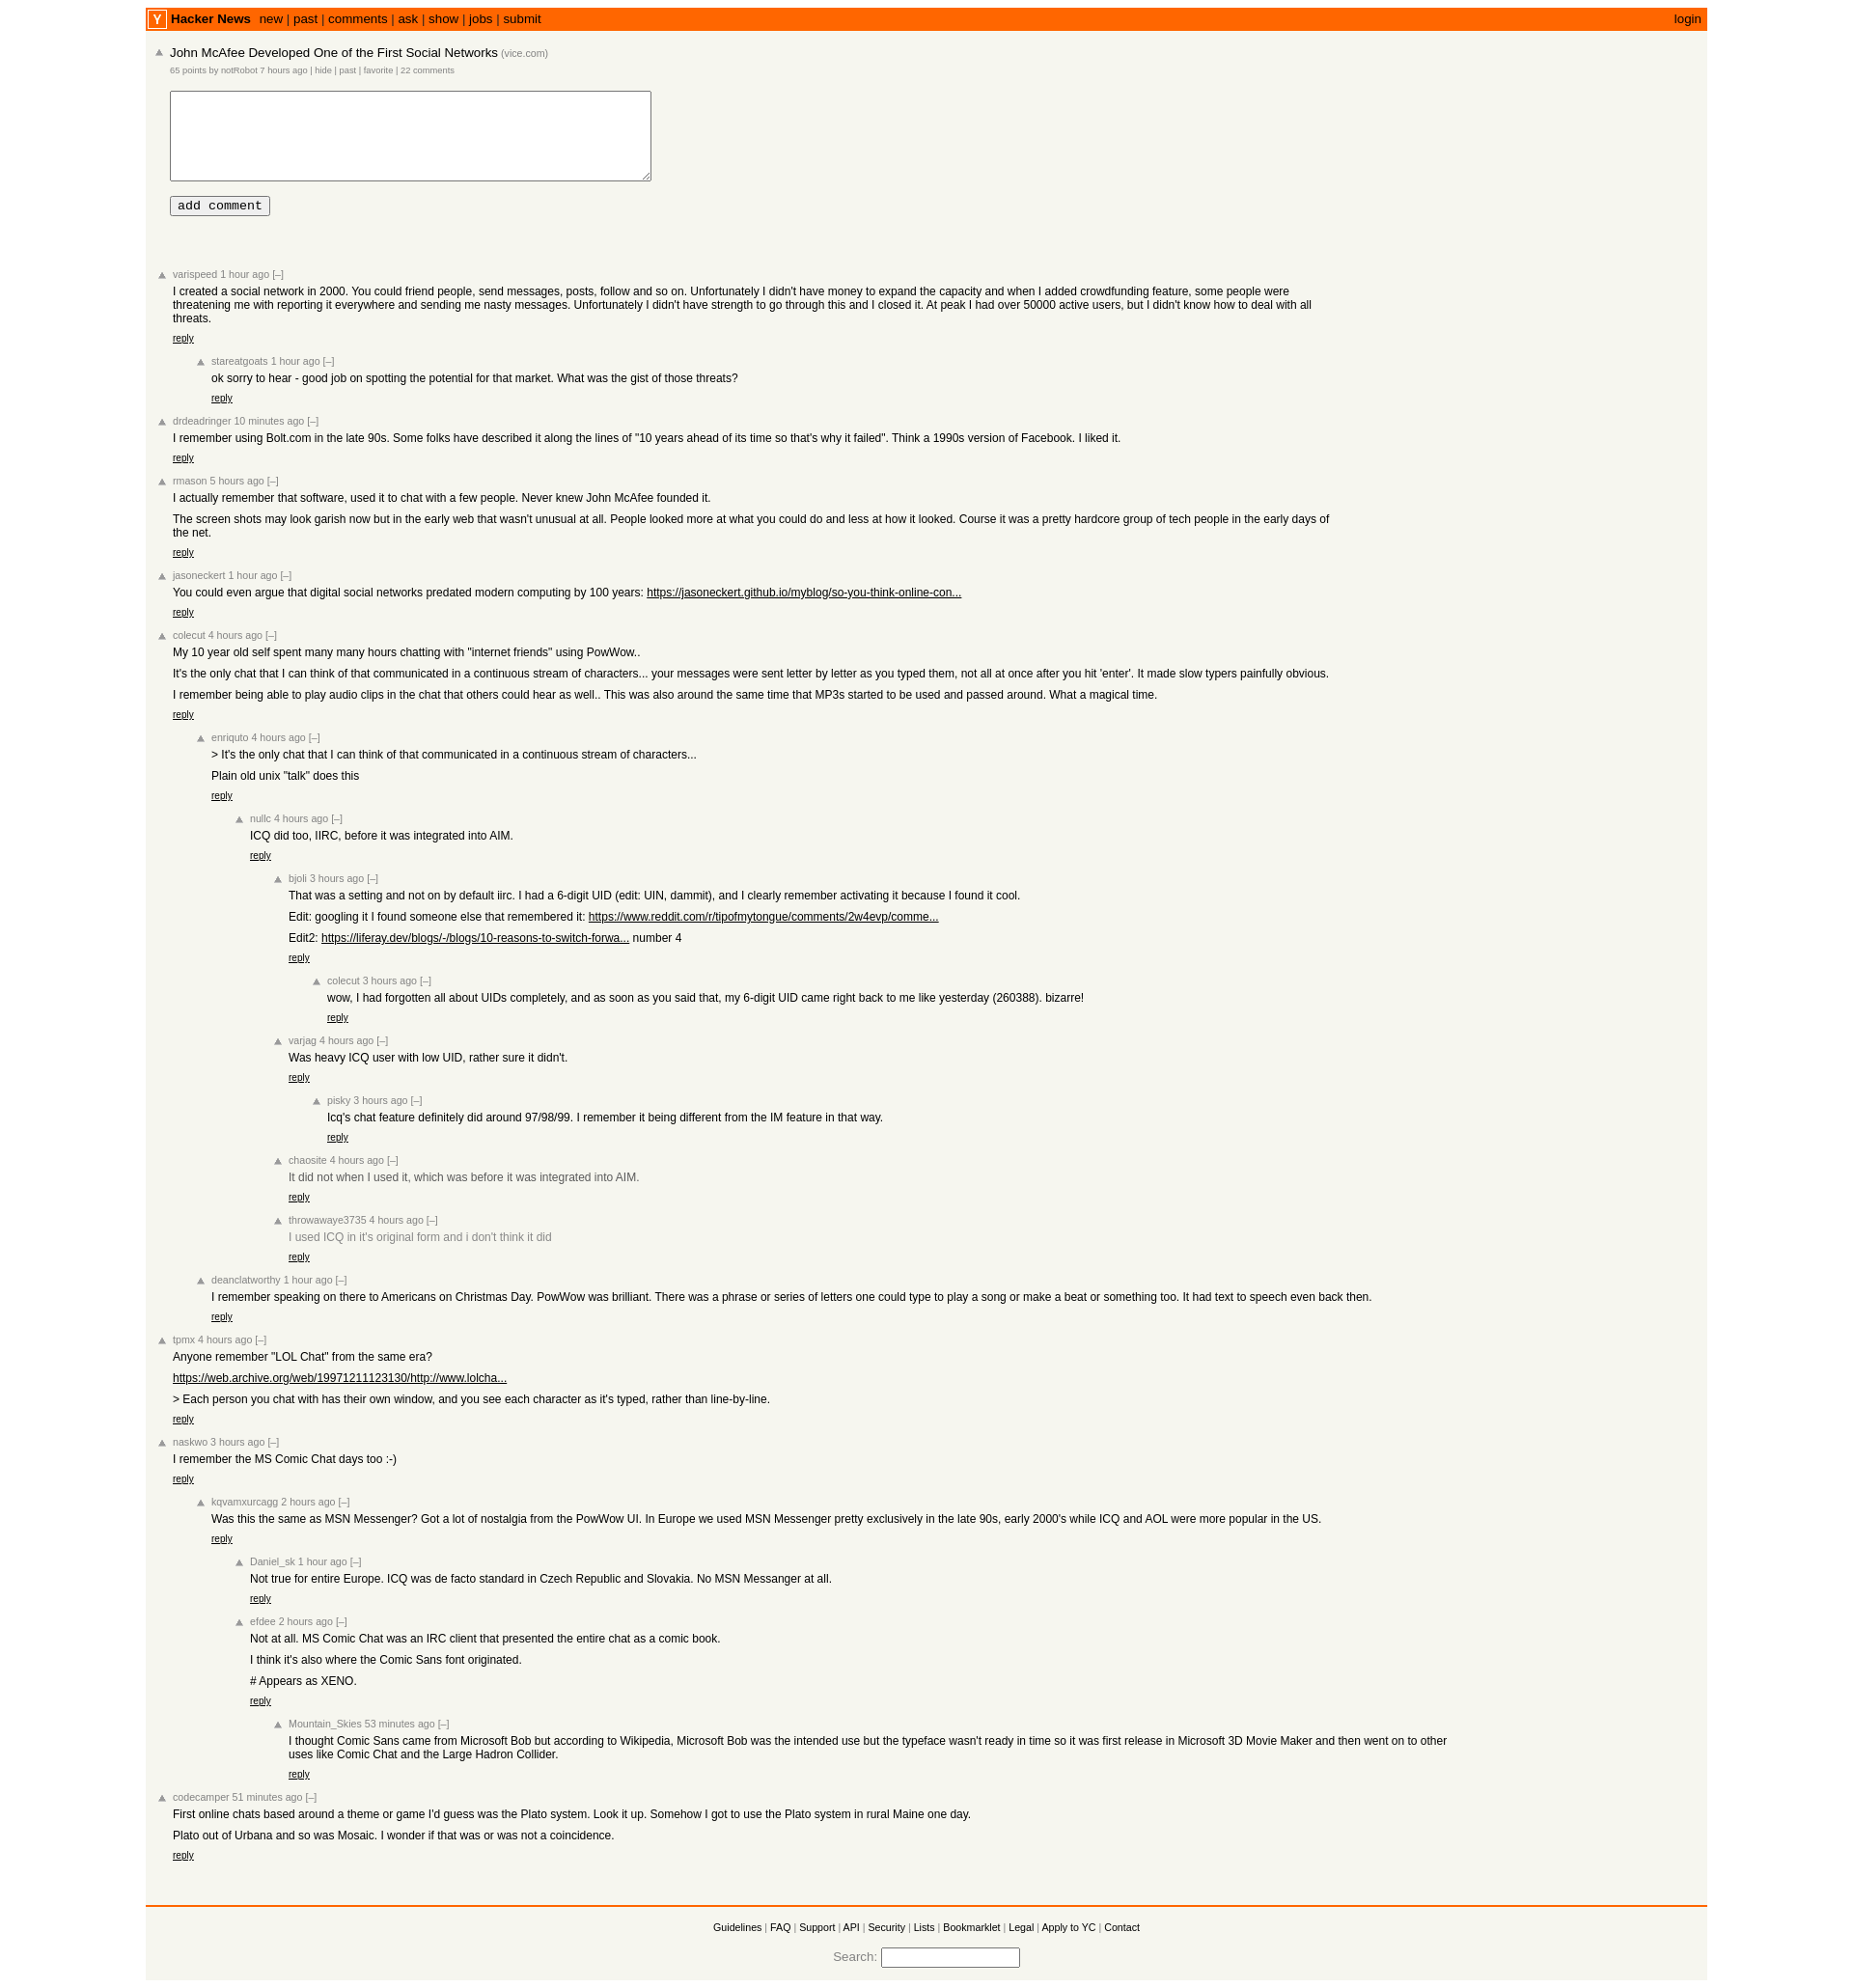 Y Hacker News new | past | comments | ask | show | jobs | submit login
John McAfee Developed One of the First Social Networks (vice.com)
65 points by notRobot 7 hours ago | hide | past | favorite | 22 comments
add comment
varispeed 1 hour ago [–]
I created a social network in 2000. You could friend people, send messages, posts, follow and so on. Unfortunately I didn't have money to expand the capacity and when I added crowdfunding feature, some people were
threatening me with reporting it everywhere and sending me nasty messages. Unfortunately I didn't have strength to go through this and I closed it. At peak I had over 50000 active users, but I didn't know how to deal with all
threats.
reply
stareatgoats 1 hour ago [–]
ok sorry to hear - good job on spotting the potential for that market. What was the gist of those threats?
reply
drdeadringer 10 minutes ago [–]
I remember using Bolt.com in the late 90s. Some folks have described it along the lines of "10 years ahead of its time so that's why it failed". Think a 1990s version of Facebook. I liked it.
reply
rmason 5 hours ago [–]
I actually remember that software, used it to chat with a few people. Never knew John McAfee founded it.
The screen shots may look garish now but in the early web that wasn't unusual at all. People looked more at what you could do and less at how it looked. Course it was a pretty hardcore group of tech people in the early days of
the net.
reply
jasoneckert 1 hour ago [–]
You could even argue that digital social networks predated modern computing by 100 years: https://jasoneckert.github.io/myblog/so-you-think-online-con...
reply
colecut 4 hours ago [–]
My 10 year old self spent many many hours chatting with "internet friends" using PowWow..
It's the only chat that I can think of that communicated in a continuous stream of characters... your messages were sent letter by letter as you typed them, not all at once after you hit 'enter'. It made slow typers painfully obvious.
I remember being able to play audio clips in the chat that others could hear as well.. This was also around the same time that MP3s started to be used and passed around. What a magical time.
reply
enriquto 4 hours ago [–]
> It's the only chat that I can think of that communicated in a continuous stream of characters...
Plain old unix "talk" does this
reply
nullc 4 hours ago [–]
ICQ did too, IIRC, before it was integrated into AIM.
reply
bjoli 3 hours ago [–]
That was a setting and not on by default iirc. I had a 6-digit UID (edit: UIN, dammit), and I clearly remember activating it because I found it cool.
Edit: googling it I found someone else that remembered it: https://www.reddit.com/r/tipofmytongue/comments/2w4evp/comme...
Edit2: https://liferay.dev/blogs/-/blogs/10-reasons-to-switch-forwa... number 4
reply
colecut 3 hours ago [–]
wow, I had forgotten all about UIDs completely, and as soon as you said that, my 6-digit UID came right back to me like yesterday (260388). bizarre!
reply
varjag 4 hours ago [–]
Was heavy ICQ user with low UID, rather sure it didn't.
reply
pisky 3 hours ago [–]
Icq's chat feature definitely did around 97/98/99. I remember it being different from the IM feature in that way.
reply
chaosite 4 hours ago [–]
It did not when I used it, which was before it was integrated into AIM.
reply
throwawaye3735 4 hours ago [–]
I used ICQ in it's original form and i don't think it did
reply
deanclatworthy 1 hour ago [–]
I remember speaking on there to Americans on Christmas Day. PowWow was brilliant. There was a phrase or series of letters one could type to play a song or make a beat or something too. It had text to speech even back then.
reply
tpmx 4 hours ago [–]
Anyone remember "LOL Chat" from the same era?
https://web.archive.org/web/19971211123130/http://www.lolcha...
> Each person you chat with has their own window, and you see each character as it's typed, rather than line-by-line.
reply
naskwo 3 hours ago [–]
I remember the MS Comic Chat days too :-)
reply
kqvamxurcagg 2 hours ago [–]
Was this the same as MSN Messenger? Got a lot of nostalgia from the PowWow UI. In Europe we used MSN Messenger pretty exclusively in the late 90s, early 2000's while ICQ and AOL were more popular in the US.
reply
Daniel_sk 1 hour ago [–]
Not true for entire Europe. ICQ was de facto standard in Czech Republic and Slovakia. No MSN Messanger at all.
reply
efdee 2 hours ago [–]
Not at all. MS Comic Chat was an IRC client that presented the entire chat as a comic book.
I think it's also where the Comic Sans font originated.
# Appears as XENO.
reply
Mountain_Skies 53 minutes ago [–]
I thought Comic Sans came from Microsoft Bob but according to Wikipedia, Microsoft Bob was the intended use but the typeface wasn't ready in time so it was first release in Microsoft 3D Movie Maker and then went on to other
uses like Comic Chat and the Large Hadron Collider.
reply
codecamper 51 minutes ago [–]
First online chats based around a theme or game I'd guess was the Plato system. Look it up. Somehow I got to use the Plato system in rural Maine one day.
Plato out of Urbana and so was Mosaic. I wonder if that was or was not a coincidence.
reply
Guidelines | FAQ | Support | API | Security | Lists | Bookmarklet | Legal | Apply to YC | Contact
Search: